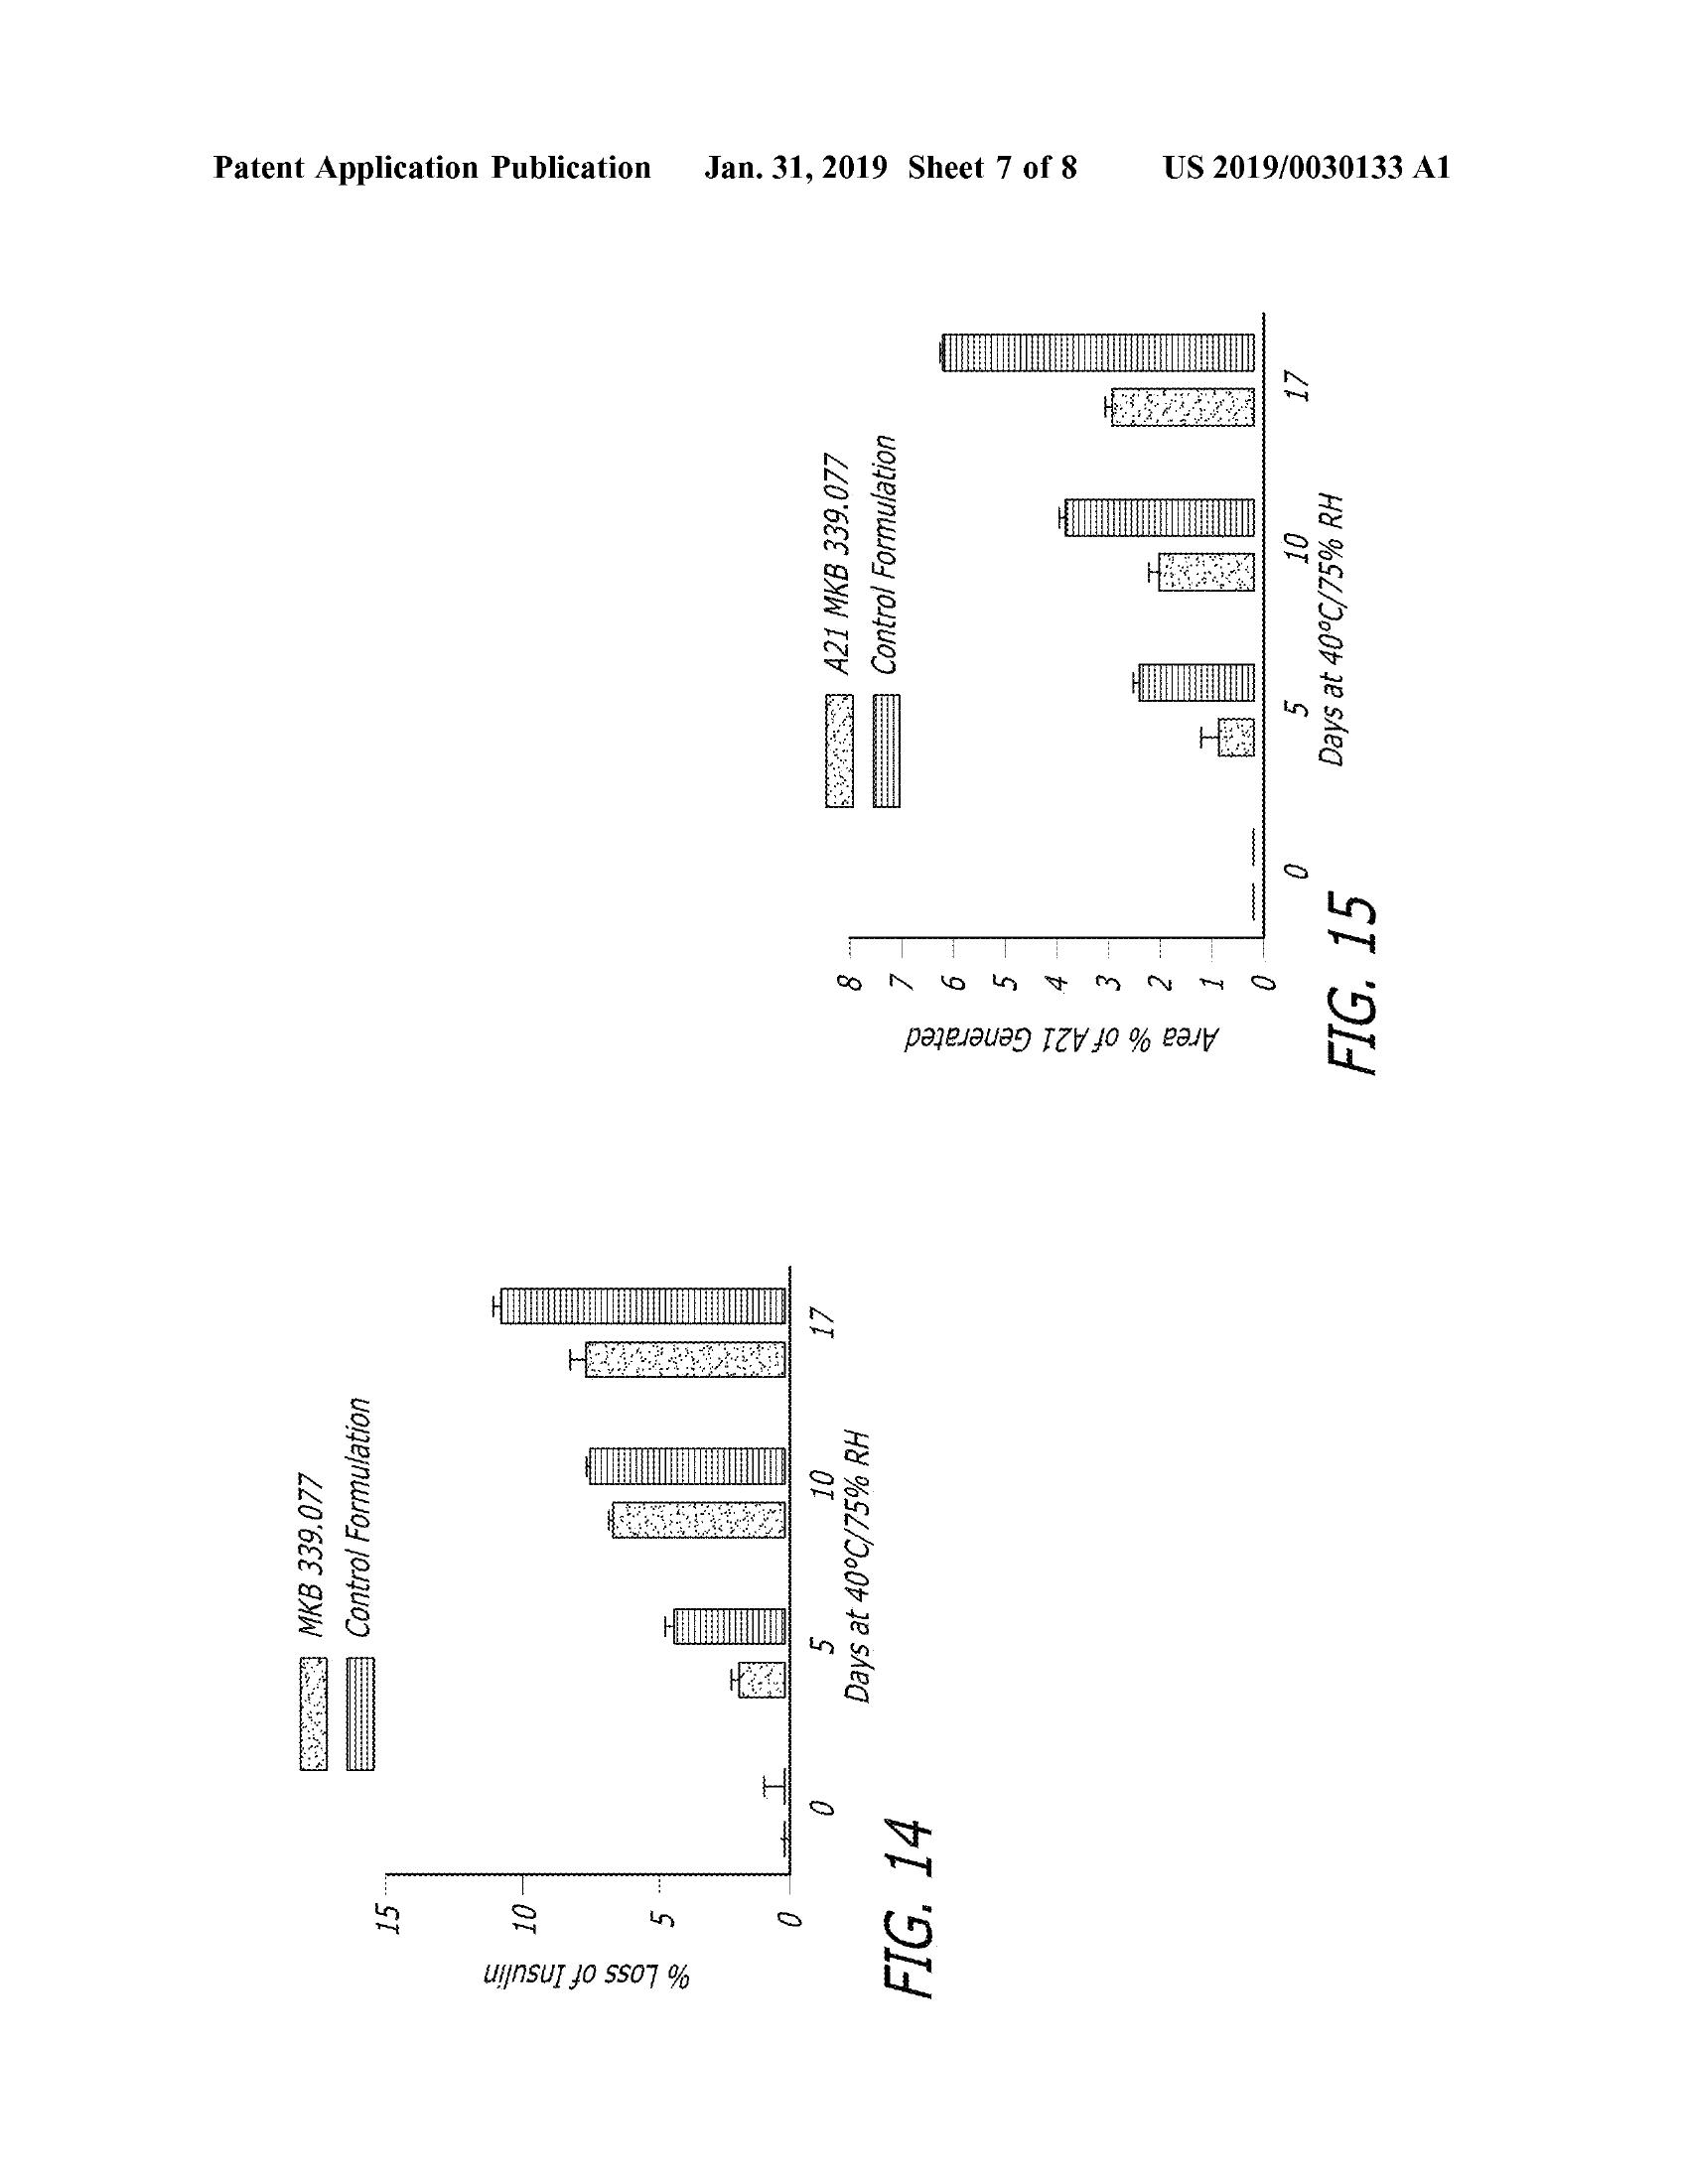 Patent Application Publication Jan. 31, 2019 Sheet 7 of 8 US 2019/0030133 A1
MKB 339.077
Control Formulation
% Loss of Insulin
15
10
5
0
0 5 10 17
Days at 40°C/75% RH
FIG. 14
A21 MKB 339.077
Control Formulation
Area % of A21 Generated
8
7
6
5
4
3
2
1
0
0 5 10 17
Days at 40°C/75% RH
FIG. 15